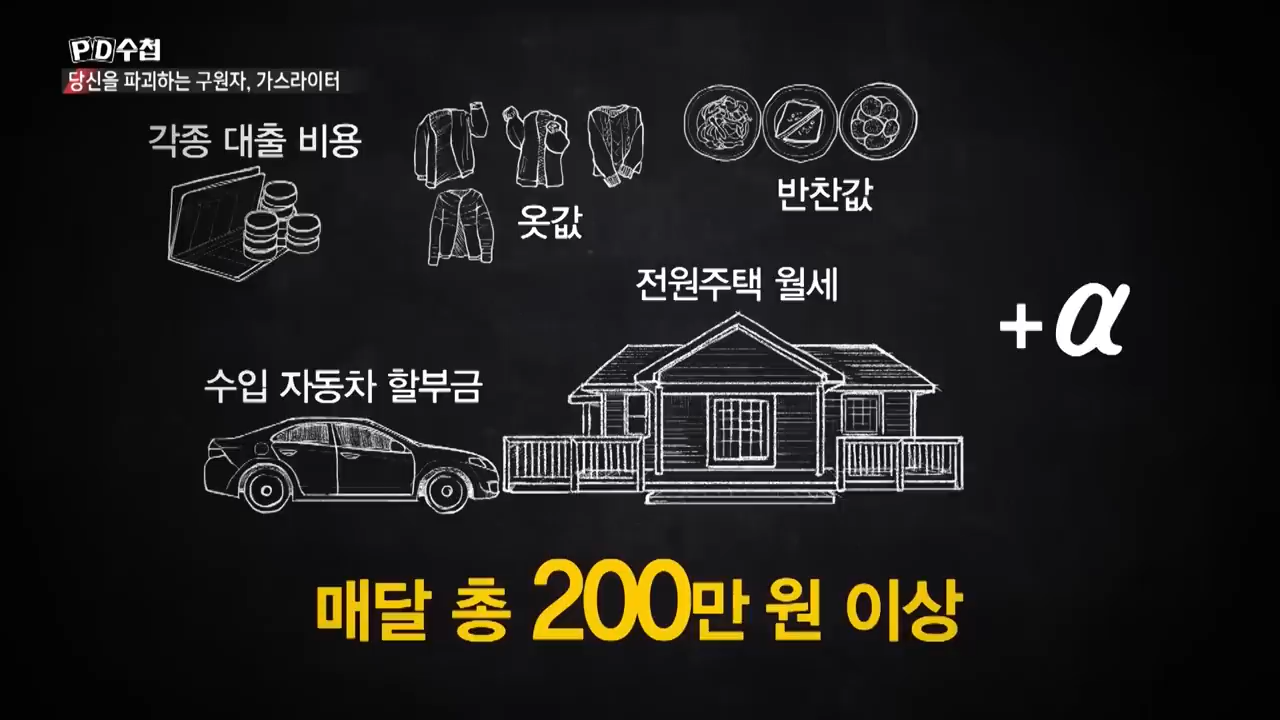 PD수첩
당신을 파괴하는 구원자, 가스라이터
각종 대출 비용
옷값
반찬값
전원주택 월세
+α
수입 자동차 할부금
매달 총 200만 원 이상